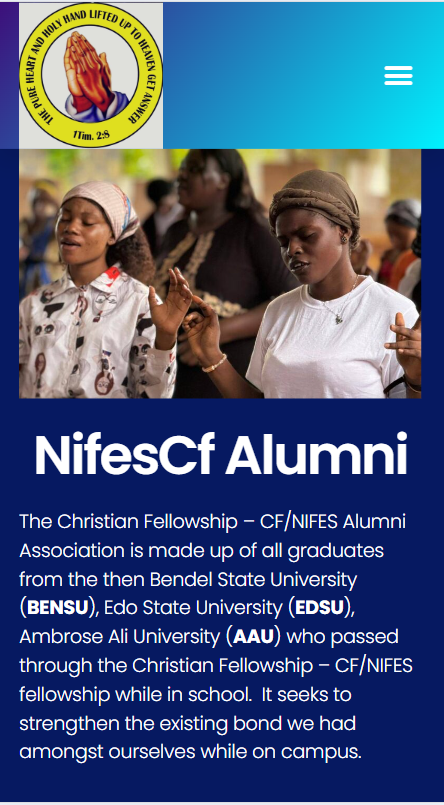 THE PURE HEART AND HOLY HAND LIFTED UP TO HEAVEN GET ANSWER
1Tim. 2:8
NifesCf Alumni
The Christian Fellowship – CF/NIFES Alumni
Association is made up of all graduates
from the then Bendel State University
(BENSU), Edo State University (EDSU),
Ambrose Ali University (AAU) who passed
through the Christian Fellowship – CF/NIFES
fellowship while in school.  It seeks to
strengthen the existing bond we had
amongst ourselves while on campus.